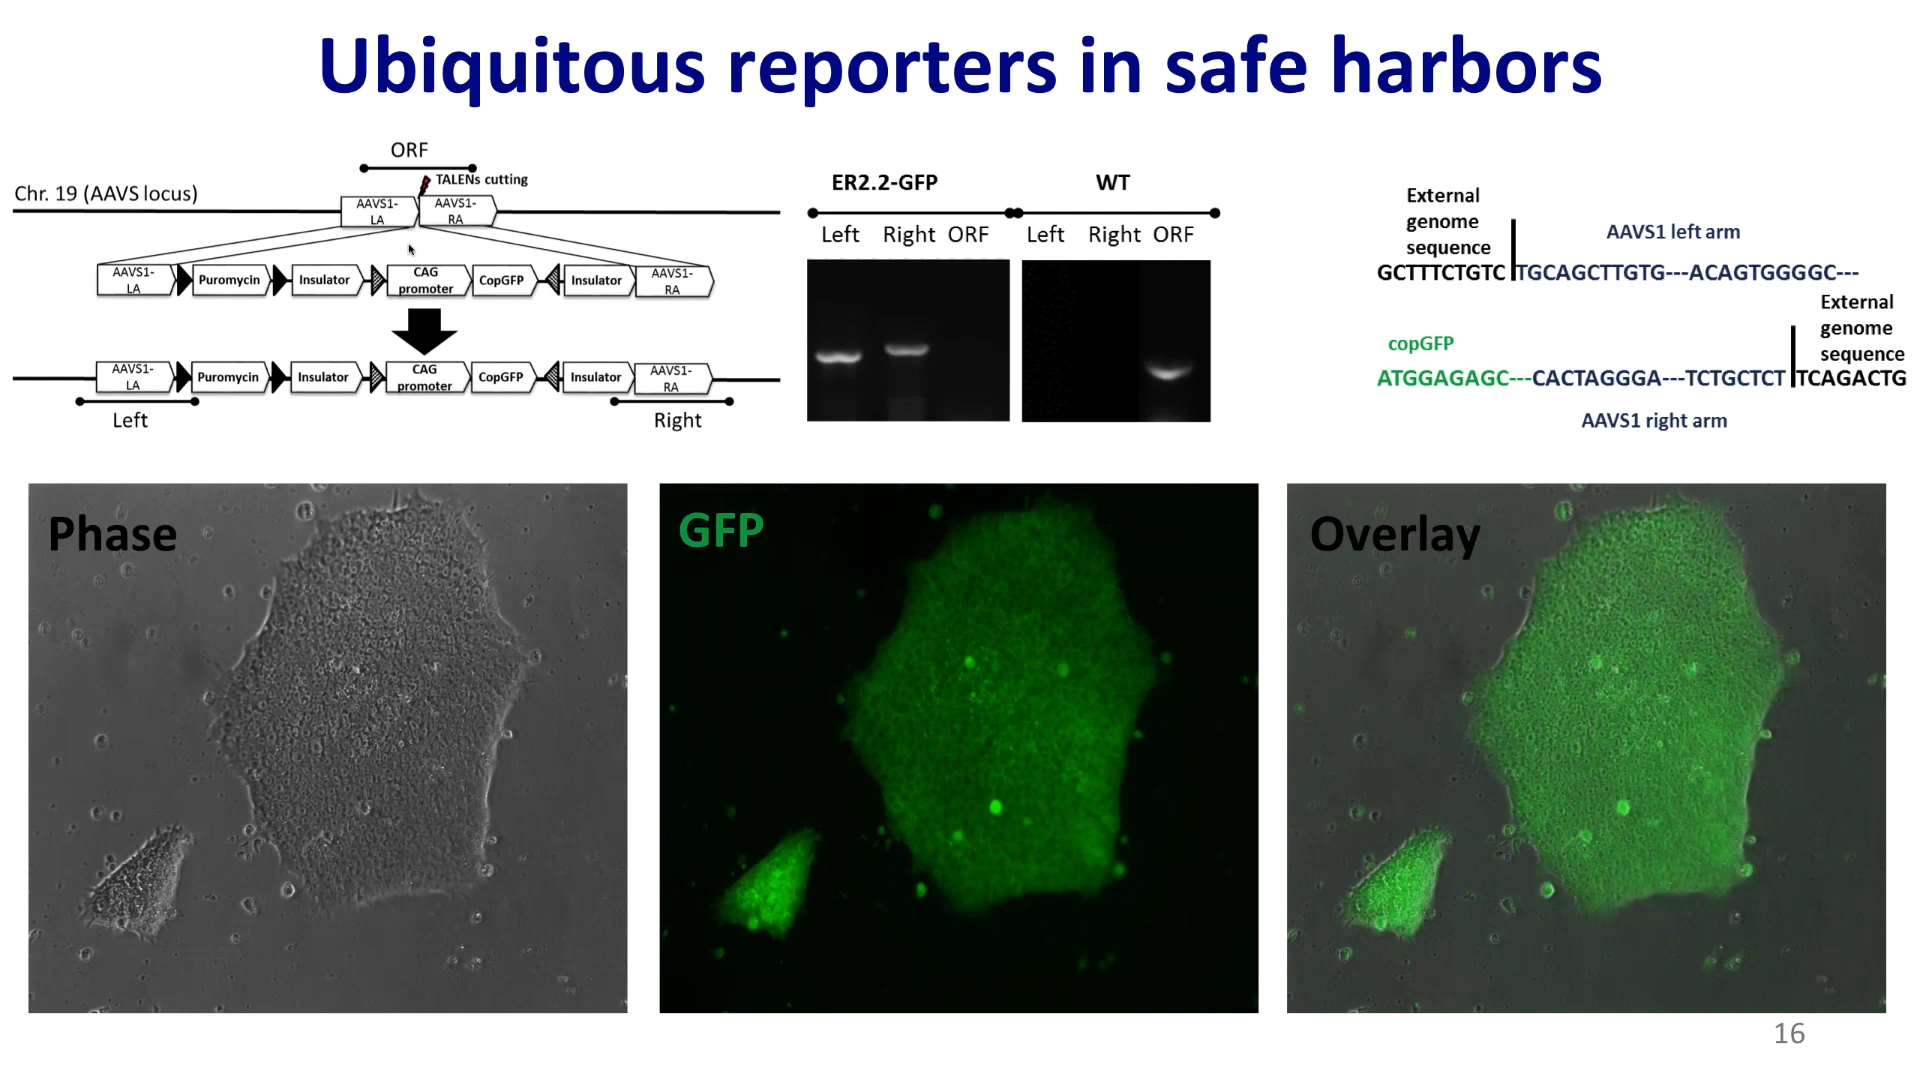 Ubiquitous reporters in safe harbors
ORF
TALENs cutting
Chr. 19 (AAVS locus)
AAVS1-
LA
AAVS1-
RA
AAVS1-
LA
Puromycin
Insulator
CAG
promoter
CopGFP
Insulator
AAVS1-
RA
AAVS1-
LA
Puromycin
Insulator
CAG
promoter
CopGFP
Insulator
AAVS1-
RA
Left
Right
ER2.2-GFP
WT
Left Right ORF
Left Right ORF
External
genome
sequence
AAVS1 left arm
GCTTTCTGTC TGCAGCTTGTG---ACAGTGGGGC---
External
genome
sequence
copGFP
ATGGAGAGC---CACTAGGGA---TCTGCTCT TCAGACTG
AAVS1 right arm
Phase
GFP
Overlay
16